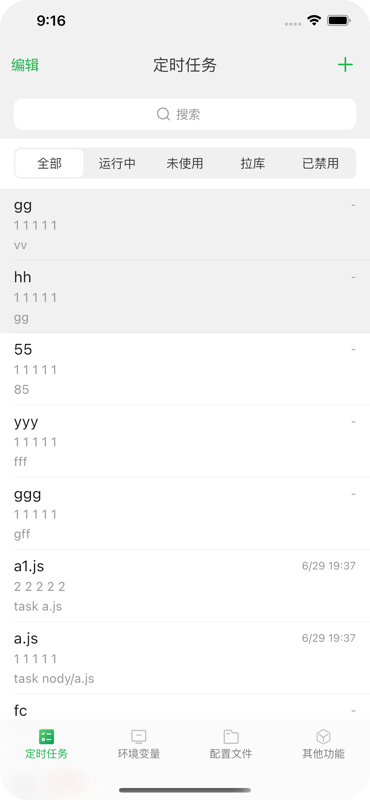 9:16
编辑
定时任务
搜索
全部 运行中 未使用 拉库 已禁用
gg -
1 1 1 1 1
vv
hh -
1 1 1 1 1
gg
55 -
1 1 1 1 1
85
yyy -
1 1 1 1 1
fff
ggg -
1 1 1 1 1
gff
a1.js 6/29 19:37
2 2 2 2 2
task a.js
a.js 6/29 19:37
1 1 1 1 1
task nody/a.js
fc -
定时任务 环境变量 配置文件 其他功能